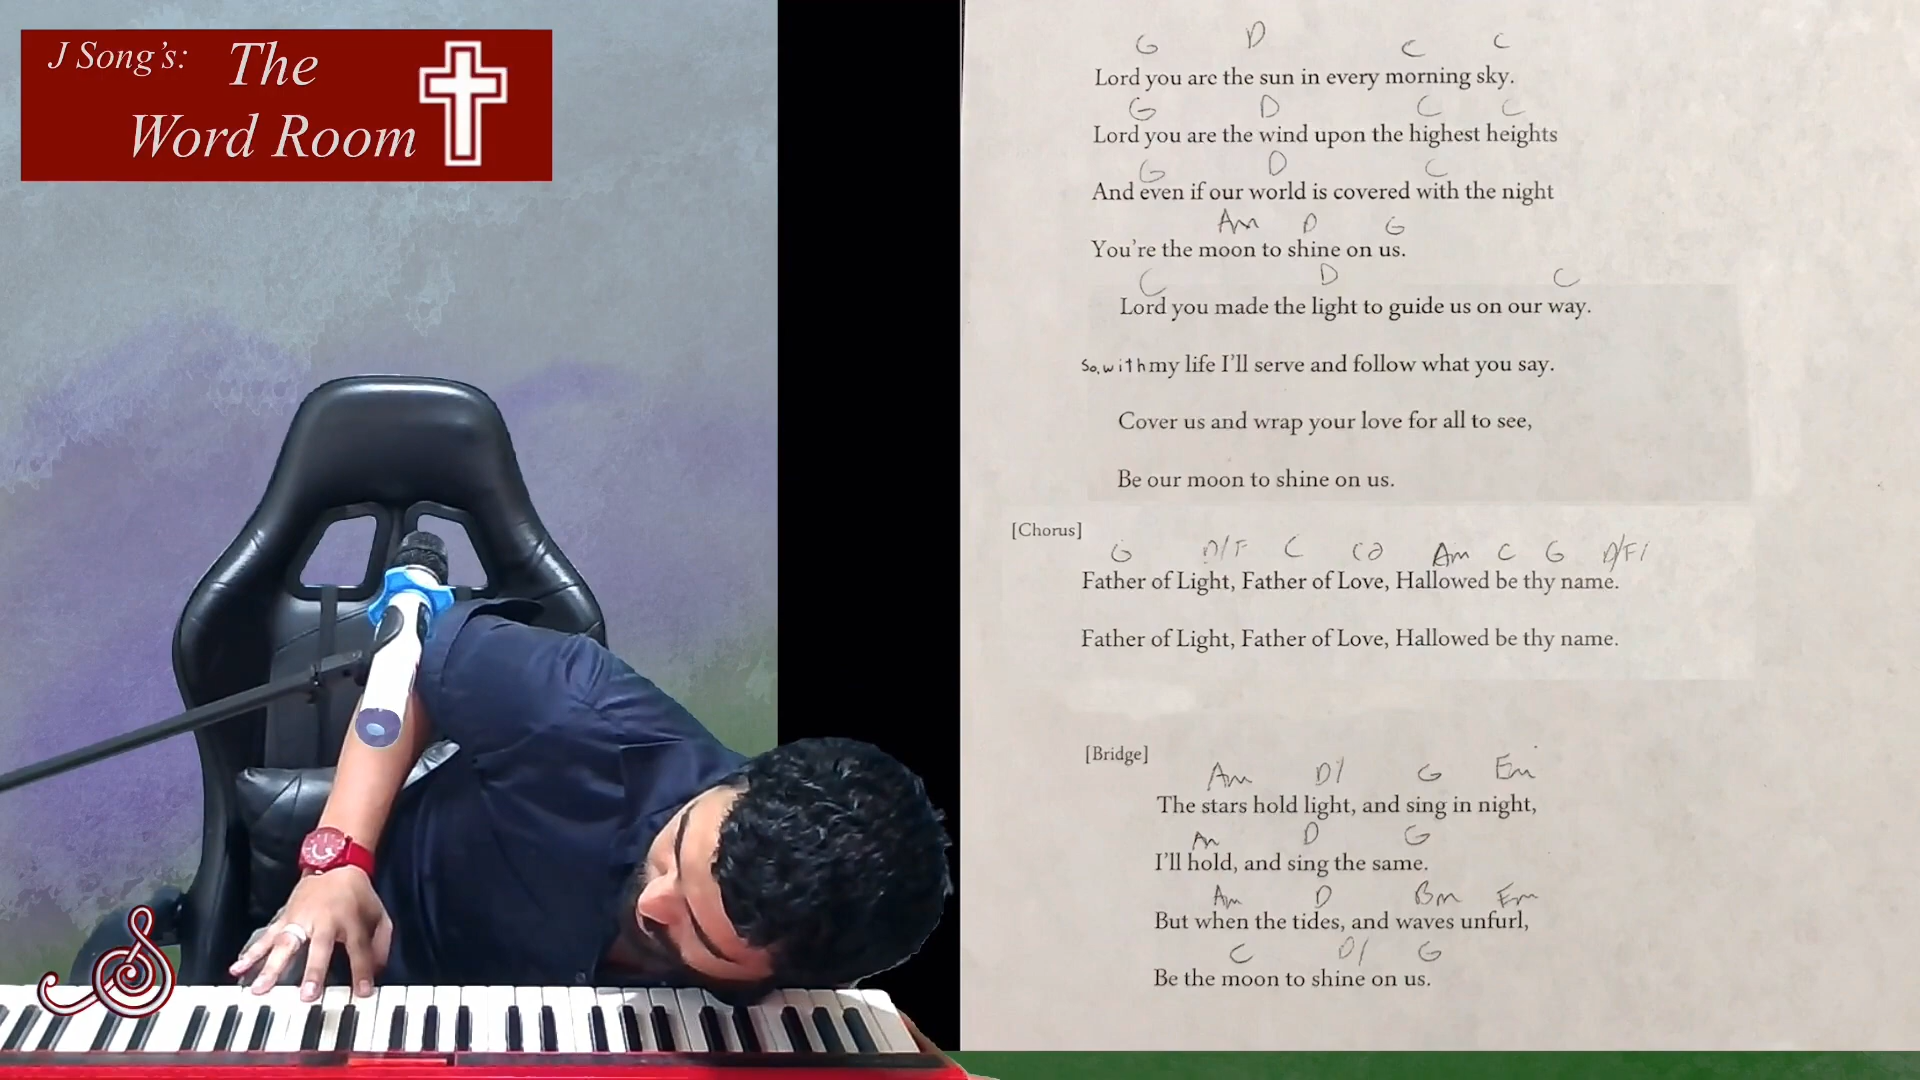 J Song's: The
Word Room
G D C C
Lord you are the sun in every morning sky.
G D C C
Lord you are the wind upon the highest heights
G D C
And even if our world is covered with the night
Am D G
You're the moon to shine on us.
C D C
Lord you made the light to guide us on our way.
So, with my life I'll serve and follow what you say.
Cover us and wrap your love for all to see,
Be our moon to shine on us.
[Chorus]
G D/F C Am C G
Father of Light, Father of Love, Hallowed be thy name.
Father of Light, Father of Love, Hallowed be thy name.
[Bridge]
Am D/ G Em
The stars hold light, and sing in night,
Am D G
I'll hold, and sing the same.
Am D Bm Em
But when the tides, and waves unfurl,
C D/ G
Be the moon to shine on us.